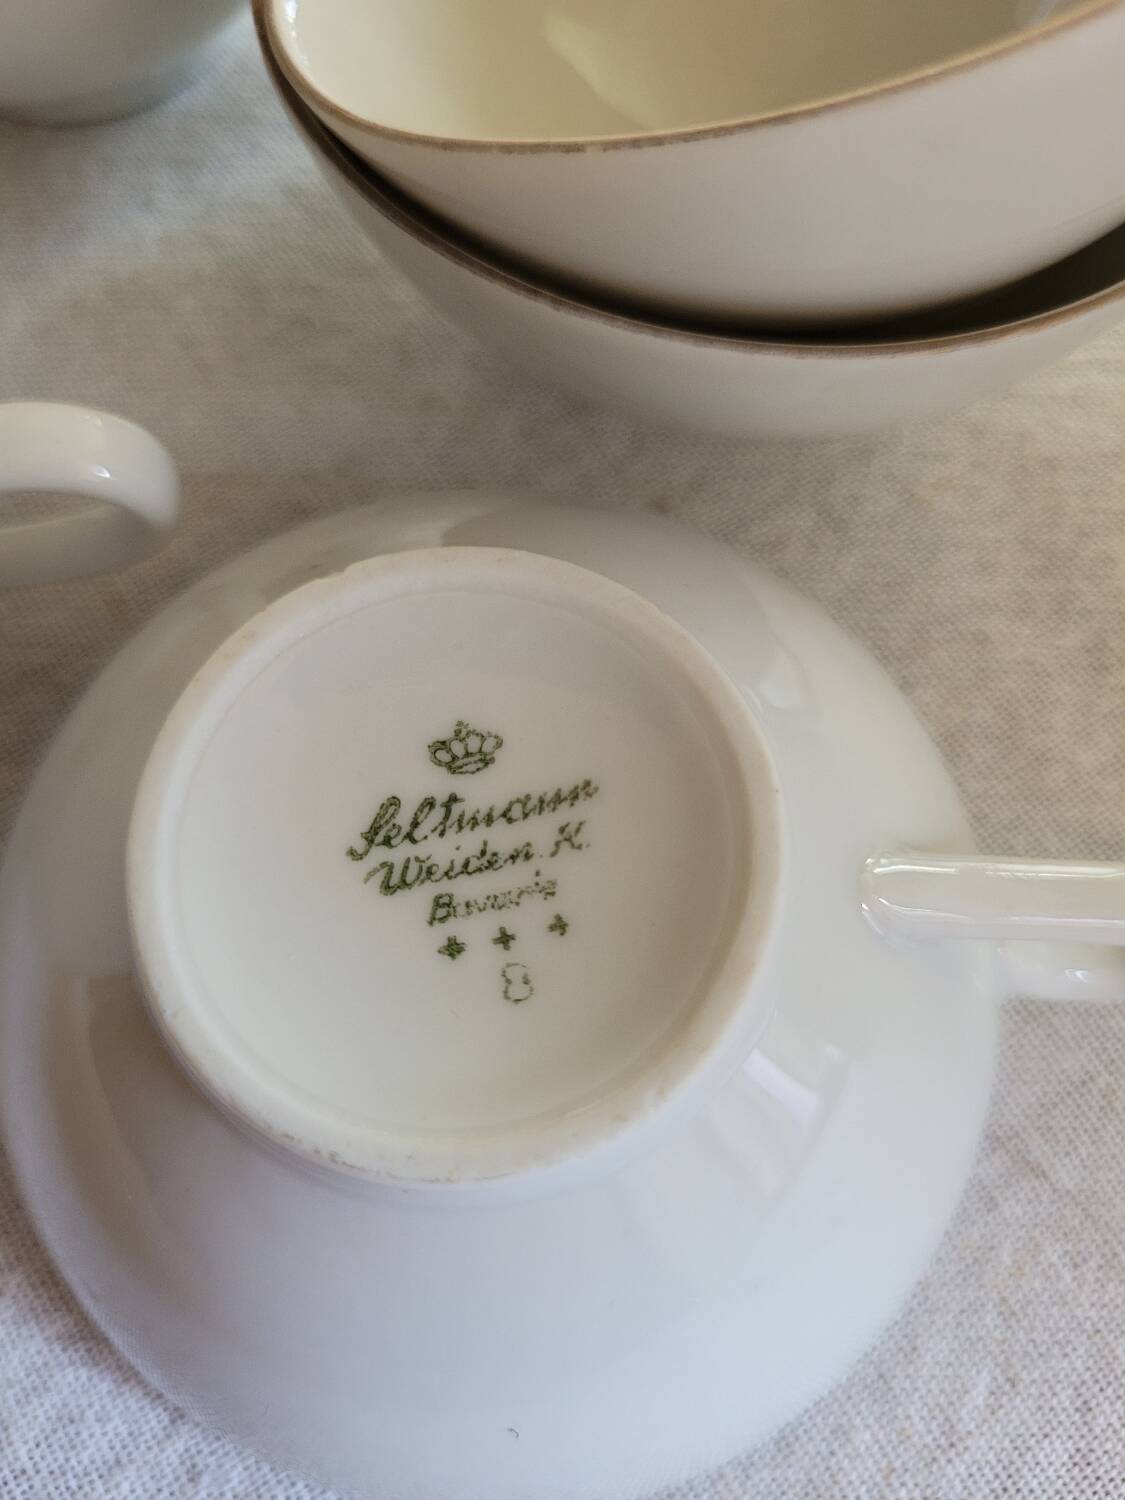 Seltmann
Weiden. K.
Bavaria
+ + +
8